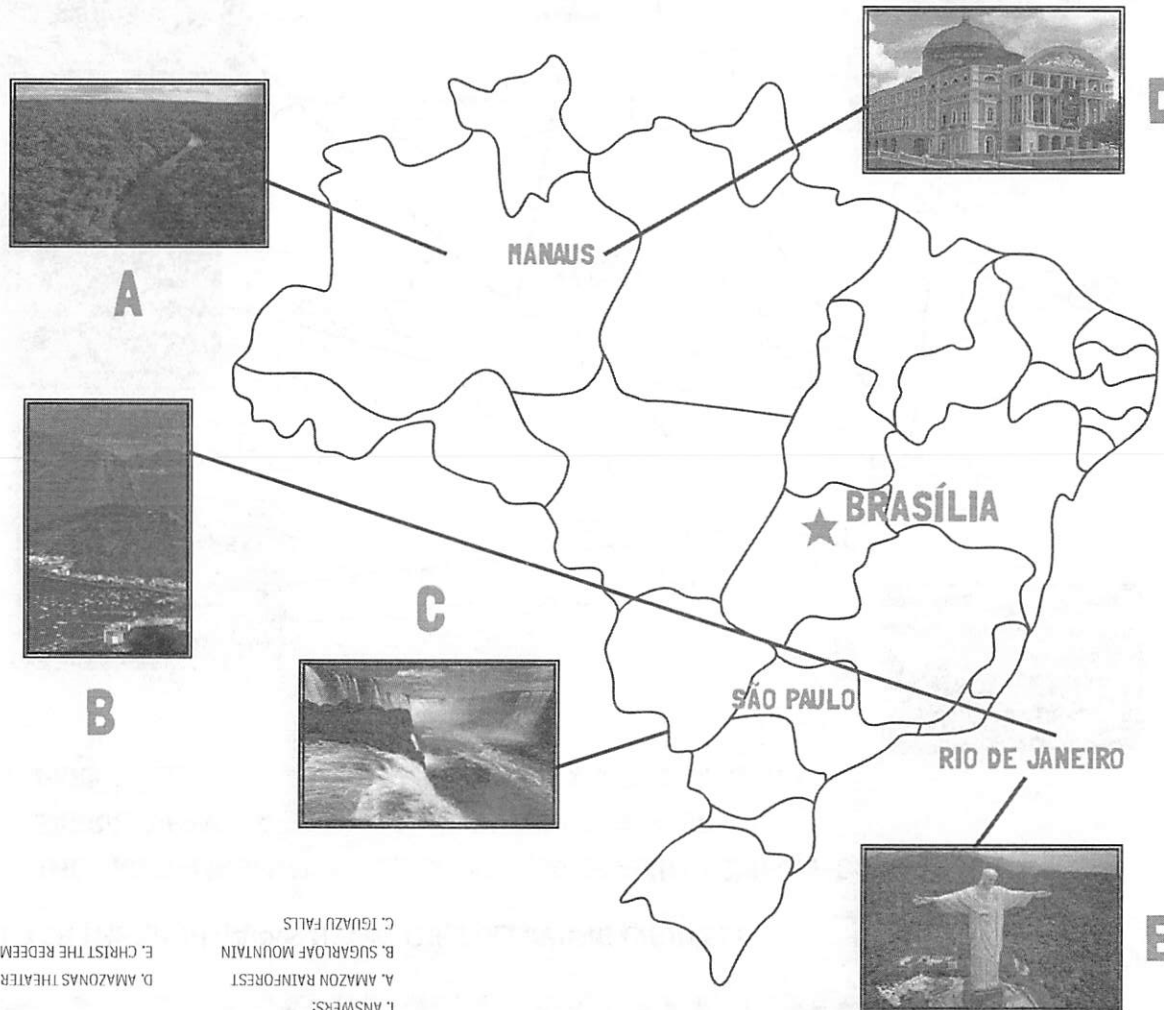 D
MANAUS
A
BRASÍLIA
C
SÃO PAULO
B
RIO DE JANEIRO
E
1 ANSWERS:
A. AMAZON RAINFOREST
B. SUGARLOAF MOUNTAIN
C. IGUAZU FALLS
D. AMAZONAS THEATER
E. CHRIST THE REDEEM